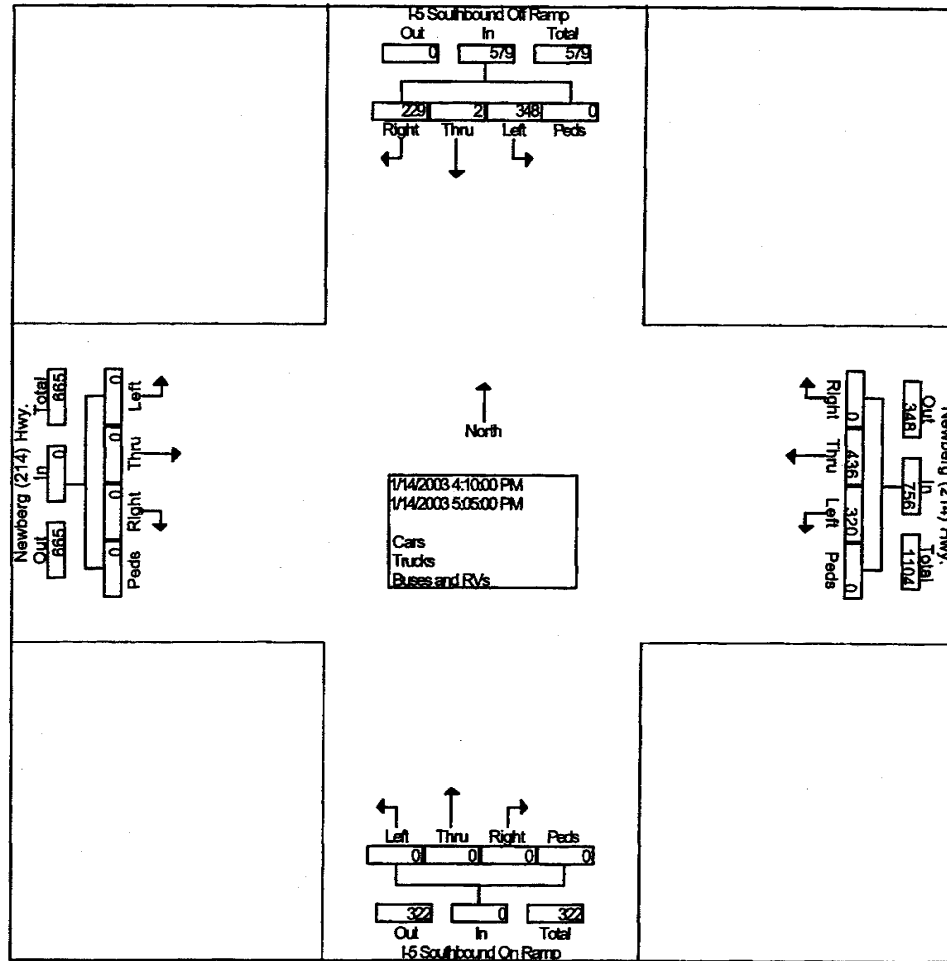 I-5 Southbound Off Ramp
Out In Total
0 579 579
229 2 348 0
Right Thru Left Peds
North
1/14/2003 4:10:00 PM
1/14/2003 5:05:00 PM
Cars
Trucks
Buses and RVs
Newberg (214) Hwy.
Out In Total
665 0 665
0 0 0 0
Left Thru Right Peds
Newberg (214) Hwy.
Out In Total
348 756 1104
0 436 320 0
Right Thru Left Peds
Left Thru Right Peds
0 0 0 0
322 0 322
Out In Total
I-5 Southbound On Ramp